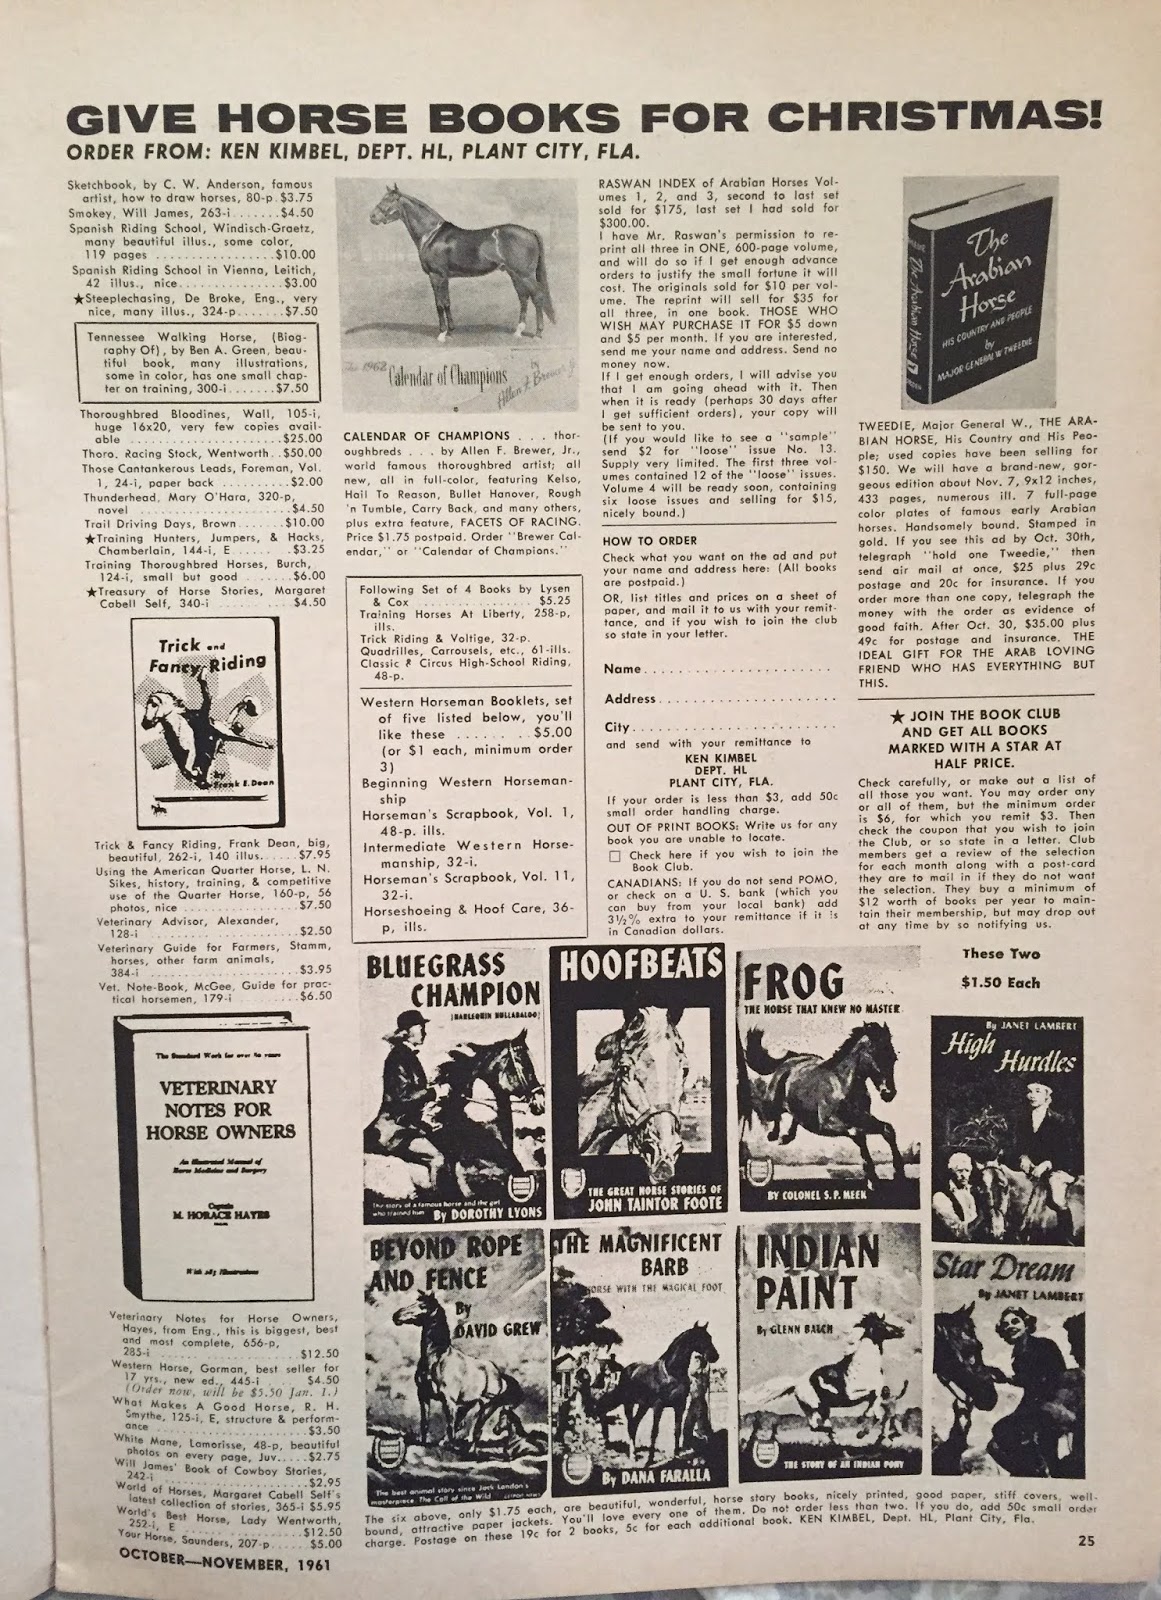 GIVE HORSE BOOKS FOR CHRISTMAS!
ORDER FROM: KEN KIMBEL, DEPT. HL, PLANT CITY, FLA.
Sketchbook, by C. W. Anderson, famous
artist, how to draw horses, 80-p. $3.75
Smokey, Will James, 263-i.......$4.50
Spanish Riding School, Windisch-Graetz,
many beautiful illus., some color,
119 pages ..................$10.00
Spanish Riding School in Vienna, Leitich,
42 illus., nice..................$3.00
★Steeplechasing, De Broke, Eng., very
nice, many illus., 324-p.......$7.50
Tennessee Walking Horse, (Biog-
raphy Of), by Ben A. Green, beau-
tiful book, many illustrations,
some in color, has one small chap-
ter on training, 300-i.......$7.50
Thoroughbred Bloodines, Wall, 105-i,
huge 16x20, very few copies avail-
able ........................$25.00
Thoro. Racing Stock, Wentworth..$50.00
Those Cantankerous Leads, Foreman, Vol.
1, 24-i, paper back ............$2.00
Thunderhead, Mary O'Hara, 320-p,
novel ........................$4.50
Trail Driving Days, Brown.......$10.00
★Training Hunters, Jumpers, & Hacks,
Chamberlain, 144-i, E.......$3.25
Training Thoroughbred Horses, Burch,
124-i, small but good .......$6.00
★Treasury of Horse Stories, Margaret
Cabell Self, 340-i ............$4.50
Trick and
Fancy Riding
by
Frank E. Dean
Trick & Fancy Riding, Frank Dean, big,
beautiful, 262-i, 140 illus......$7.95
Using the American Quarter Horse, L. N.
Sikes, history, training, & competitive
use of the Quarter Horse, 160-p, 56
photos, nice ..................$7.50
Veterinary Advisor, Alexander,
128-i ........................$2.50
Veterinary Guide for Farmers, Stamm,
horses, other farm animals,
384-i ........................$3.95
Vet. Note-Book, McGee, Guide for prac-
tical horsemen, 179-i .......$6.50
The Standard Work for over 80 years
VETERINARY
NOTES FOR
HORSE OWNERS
An Illustrated Manual of
Horse Medicine and Surgery
Captain
M. HORACE HAYES
With 285 Illustrations
Veterinary Notes for Horse Owners,
Hayes, from Eng., this is biggest, best
and most complete, 656-p,
285-i ........................$12.50
Western Horse, Gorman, best seller for
17 yrs., new ed., 445-i .......$4.50
(Order now, will be $5.50 Jan. 1.)
What Makes A Good Horse, R. H.
Smythe, 125-i, E, structure & perform-
ance ........................$3.50
White Mane, Lamorisse, 48-p, beautiful
photos on every page, Juv.....$2.75
Will James' Book of Cowboy Stories,
242-i ........................$2.95
World of Horses, Margaret Cabell Self's
latest collection of stories, 365-i $5.95
World's Best Horse, Lady Wentworth,
252-i, E ..................$12.50
Your Horse, Saunders, 207-p .....$5.00
OCTOBER—NOVEMBER, 1961
1962
Calendar of Champions
by
Allen F. Brewer Jr
CALENDAR OF CHAMPIONS . . . thor-
oughbreds . . . by Allen F. Brewer, Jr.,
world famous thoroughbred artist; all
new, all in full-color, featuring Kelso,
Hail To Reason, Bullet Hanover, Rough
'n Tumble, Carry Back, and many others,
plus extra feature, FACETS OF RACING.
Price $1.75 postpaid. Order "Brewer Cal-
endar," or "Calendar of Champions."
Following Set of 4 Books by Lysen
& Cox ..................$5.25
Training Horses At Liberty, 258-p,
ills.
Trick Riding & Voltige, 32-p.
Quadrilles, Carrousels, etc., 61-ills.
Classic & Circus High-School Riding,
48-p.
Western Horseman Booklets, set
of five listed below, you'll
like these ............$5.00
(or $1 each, minimum order
3)
Beginning Western Horseman-
ship
Horseman's Scrapbook, Vol. 1,
48-p. ills.
Intermediate Western Horse-
manship, 32-i.
Horseman's Scrapbook, Vol. 11,
32-i.
Horseshoeing & Hoof Care, 36-
p, ills.
RASWAN INDEX of Arabian Horses Vol-
umes 1, 2, and 3, second to last set
sold for $175, last set I had sold for
$300.00.
I have Mr. Raswan's permission to re-
print all three in ONE, 600-page volume,
and will do so if I get enough advance
orders to justify the small fortune it will
cost. The originals sold for $10 per vol-
ume. The reprint will sell for $35 for
all three, in one book. THOSE WHO
WISH MAY PURCHASE IT FOR $5 down
and $5 per month. If you are interested,
send me your name and address. Send no
money now.
If I get enough orders, I will advise you
that I am going ahead with it. Then
when it is ready (perhaps 30 days after
I get sufficient orders), your copy will
be sent to you.
(If you would like to see a "sample"
send $2 for "loose" issue No. 13.
Supply very limited. The first three vol-
umes contained 12 of the "loose" issues.
Volume 4 will be ready soon, containing
six loose issues and selling for $15,
nicely bound.)
HOW TO ORDER
Check what you want on the ad and put
your name and address here: (All books
are postpaid.)
OR, list titles and prices on a sheet of
paper, and mail it to us with your remit-
tance, and if you wish to join the club
so state in your letter.
Name............................
Address.........................
City............................
and send with your remittance to
KEN KIMBEL
DEPT. HL
PLANT CITY, FLA.
If your order is less than $3, add 50c
small order handling charge.
OUT OF PRINT BOOKS: Write us for any
book you are unable to locate.
☐ Check here if you wish to join the
Book Club.
CANADIANS: If you do not send POMO,
or check on a U. S. bank (which you
can buy from your local bank) add
3½% extra to your remittance if it is
in Canadian dollars.
The Arabian Horse
The
Arabian
Horse
HIS COUNTRY AND PEOPLE
by
MAJOR-GENERAL W. TWEEDIE
TWEEDIE, Major General W., THE ARA-
BIAN HORSE, His Country and His Peo-
ple; used copies have been selling for
$150. We will have a brand-new, gor-
geous edition about Nov. 7, 9x12 inches,
433 pages, numerous ill. 7 full-page
color plates of famous early Arabian
horses. Handsomely bound. Stamped in
gold. If you see this ad by Oct. 30th,
telegraph "hold one Tweedie," then
send air mail at once, $25 plus 29c
postage and 20c for insurance. If you
order more than one copy, telegraph the
money with the order as evidence of
good faith. After Oct. 30, $35.00 plus
49c for postage and insurance. THE
IDEAL GIFT FOR THE ARAB LOVING
FRIEND WHO HAS EVERYTHING BUT
THIS.
★ JOIN THE BOOK CLUB
AND GET ALL BOOKS
MARKED WITH A STAR AT
HALF PRICE.
Check carefully, or make out a list of
all those you want. You may order any
or all of them, but the minimum order
is $6, for which you remit $3. Then
check the coupon that you wish to join
the Club, or so state in a letter. Club
members get a review of the selection
for each month along with a post-card
they are to mail in if they do not want
the selection. They buy a minimum of
$12 worth of books per year to main-
tain their membership, but may drop out
at any time by so notifying us.
BLUEGRASS
CHAMPION
(HARLEQUIN HULLABALOO)
The story of a famous horse and the girl
who trained him
By DOROTHY LYONS
HOOFBEATS
THE GREAT HORSE STORIES OF
JOHN TAINTOR FOOTE
FROG
THE HORSE THAT KNEW NO MASTER
BY COLONEL S. P. MEEK
These Two
$1.50 Each
By JANET LAMBERT
High
Hurdles
BEYOND ROPE
AND FENCE
By
DAVID GREW
The best animal story since Jack London's
masterpiece, The Call of the Wild
THE MAGNIFICENT
BARB
HORSE WITH THE MAGICAL FOOT
By DANA FARALLA
INDIAN
PAINT
By GLENN BALCH
THE STORY OF AN INDIAN PONY
Star Dream
By JANET LAMBERT
The six above, only $1.75 each, are beautiful, wonderful, horse story books, nicely printed, good paper, stiff covers, well-
bound, attractive paper jackets. You'll love every one of them. Do not order less than two. If you do, add 50c small order
charge. Postage on these 19c for 2 books, 5c for each additional book. KEN KIMBEL, Dept. HL, Plant City, Fla.
25